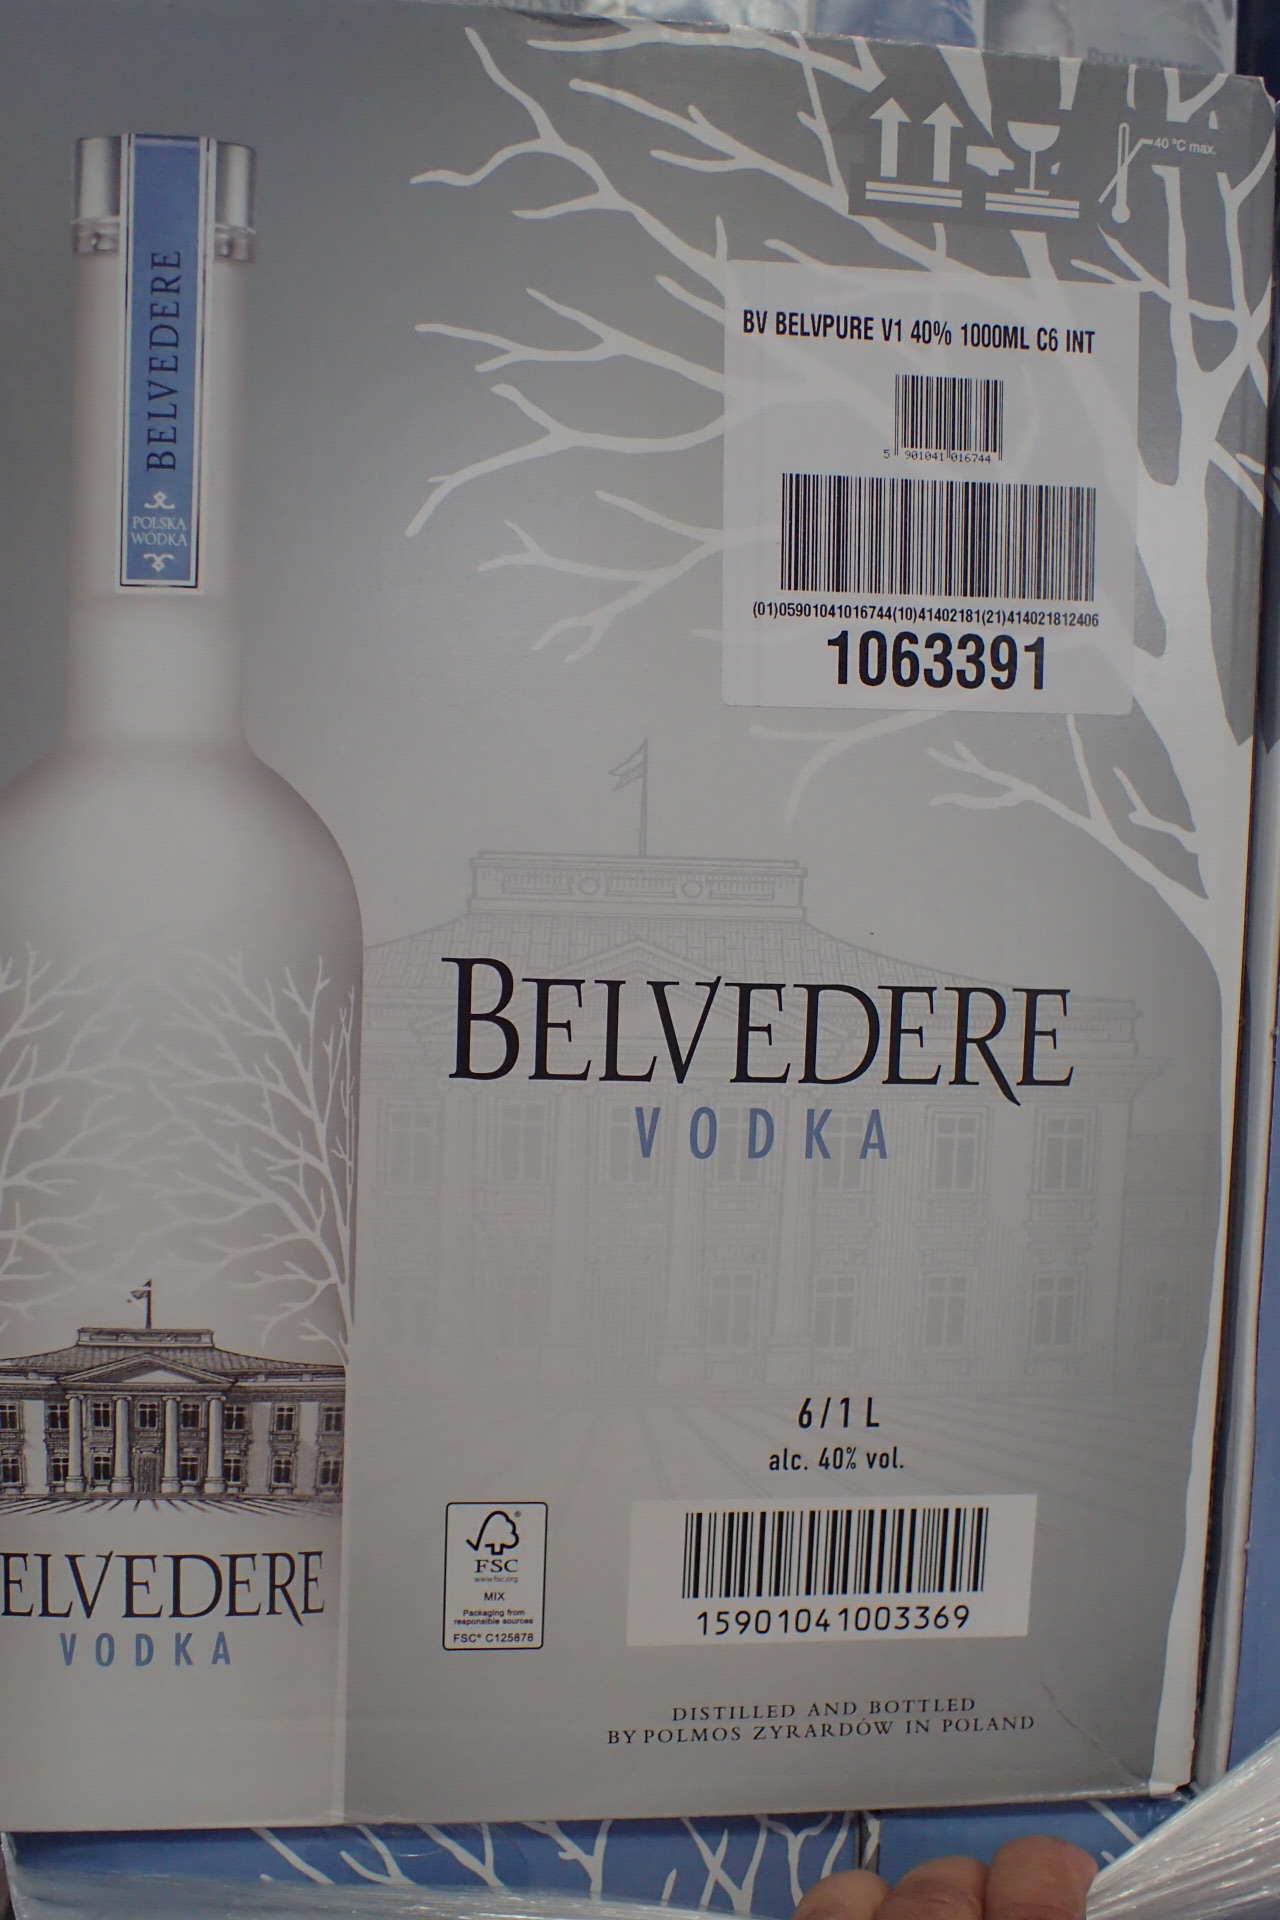 40 °C max.
BV BELVPURE V1 40% 1000ML C6 INT
5 901041 016744
(01)05901041016744(10)41402181(21)414021812406
1063391
BELVEDERE
POLSKA
WÓDKA
BELVEDERE
VODKA
6/1 L
alc. 40% vol.
FSC
www.fsc.org
MIX
Packaging from
responsible sources
FSC® C125878
15901041003369
ELVEDERE
VODKA
DISTILLED AND BOTTLED
BY POLMOS ŻYRARDÓW IN POLAND